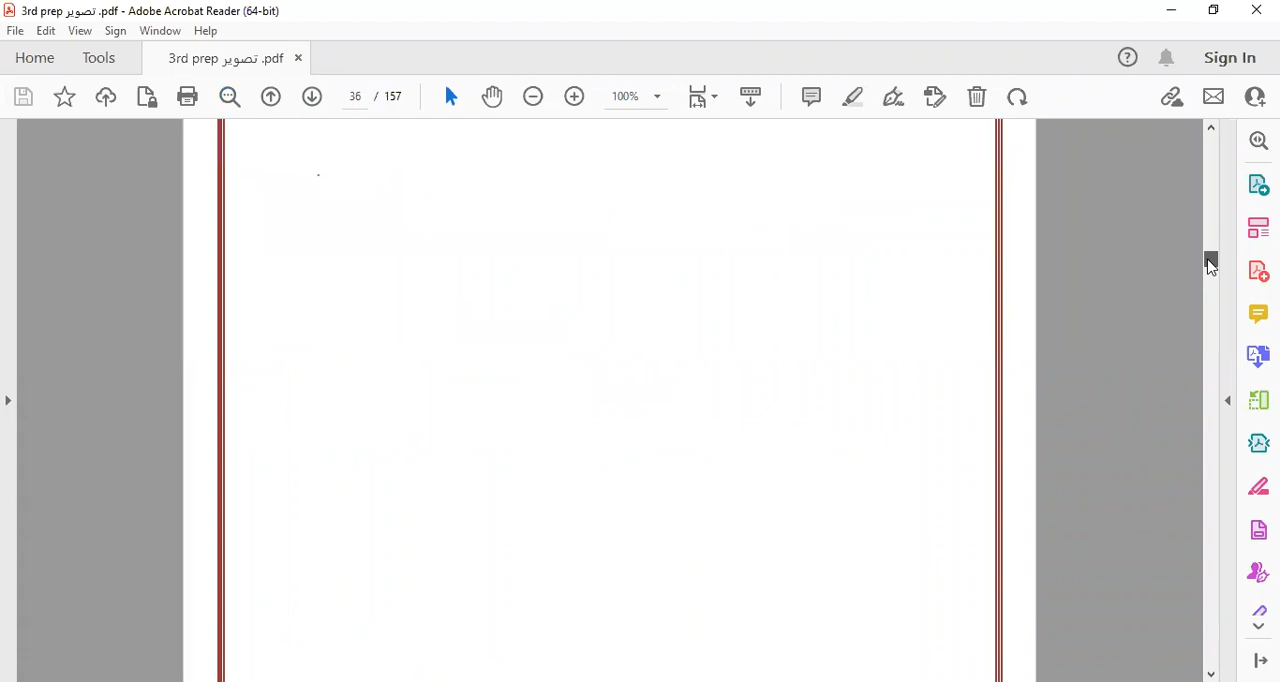 3rd prep تصوير .pdf - Adobe Acrobat Reader (64-bit)
File Edit View Sign Window Help
Home Tools 3rd prep تصوير .pdf × Sign In
36 / 157 100%